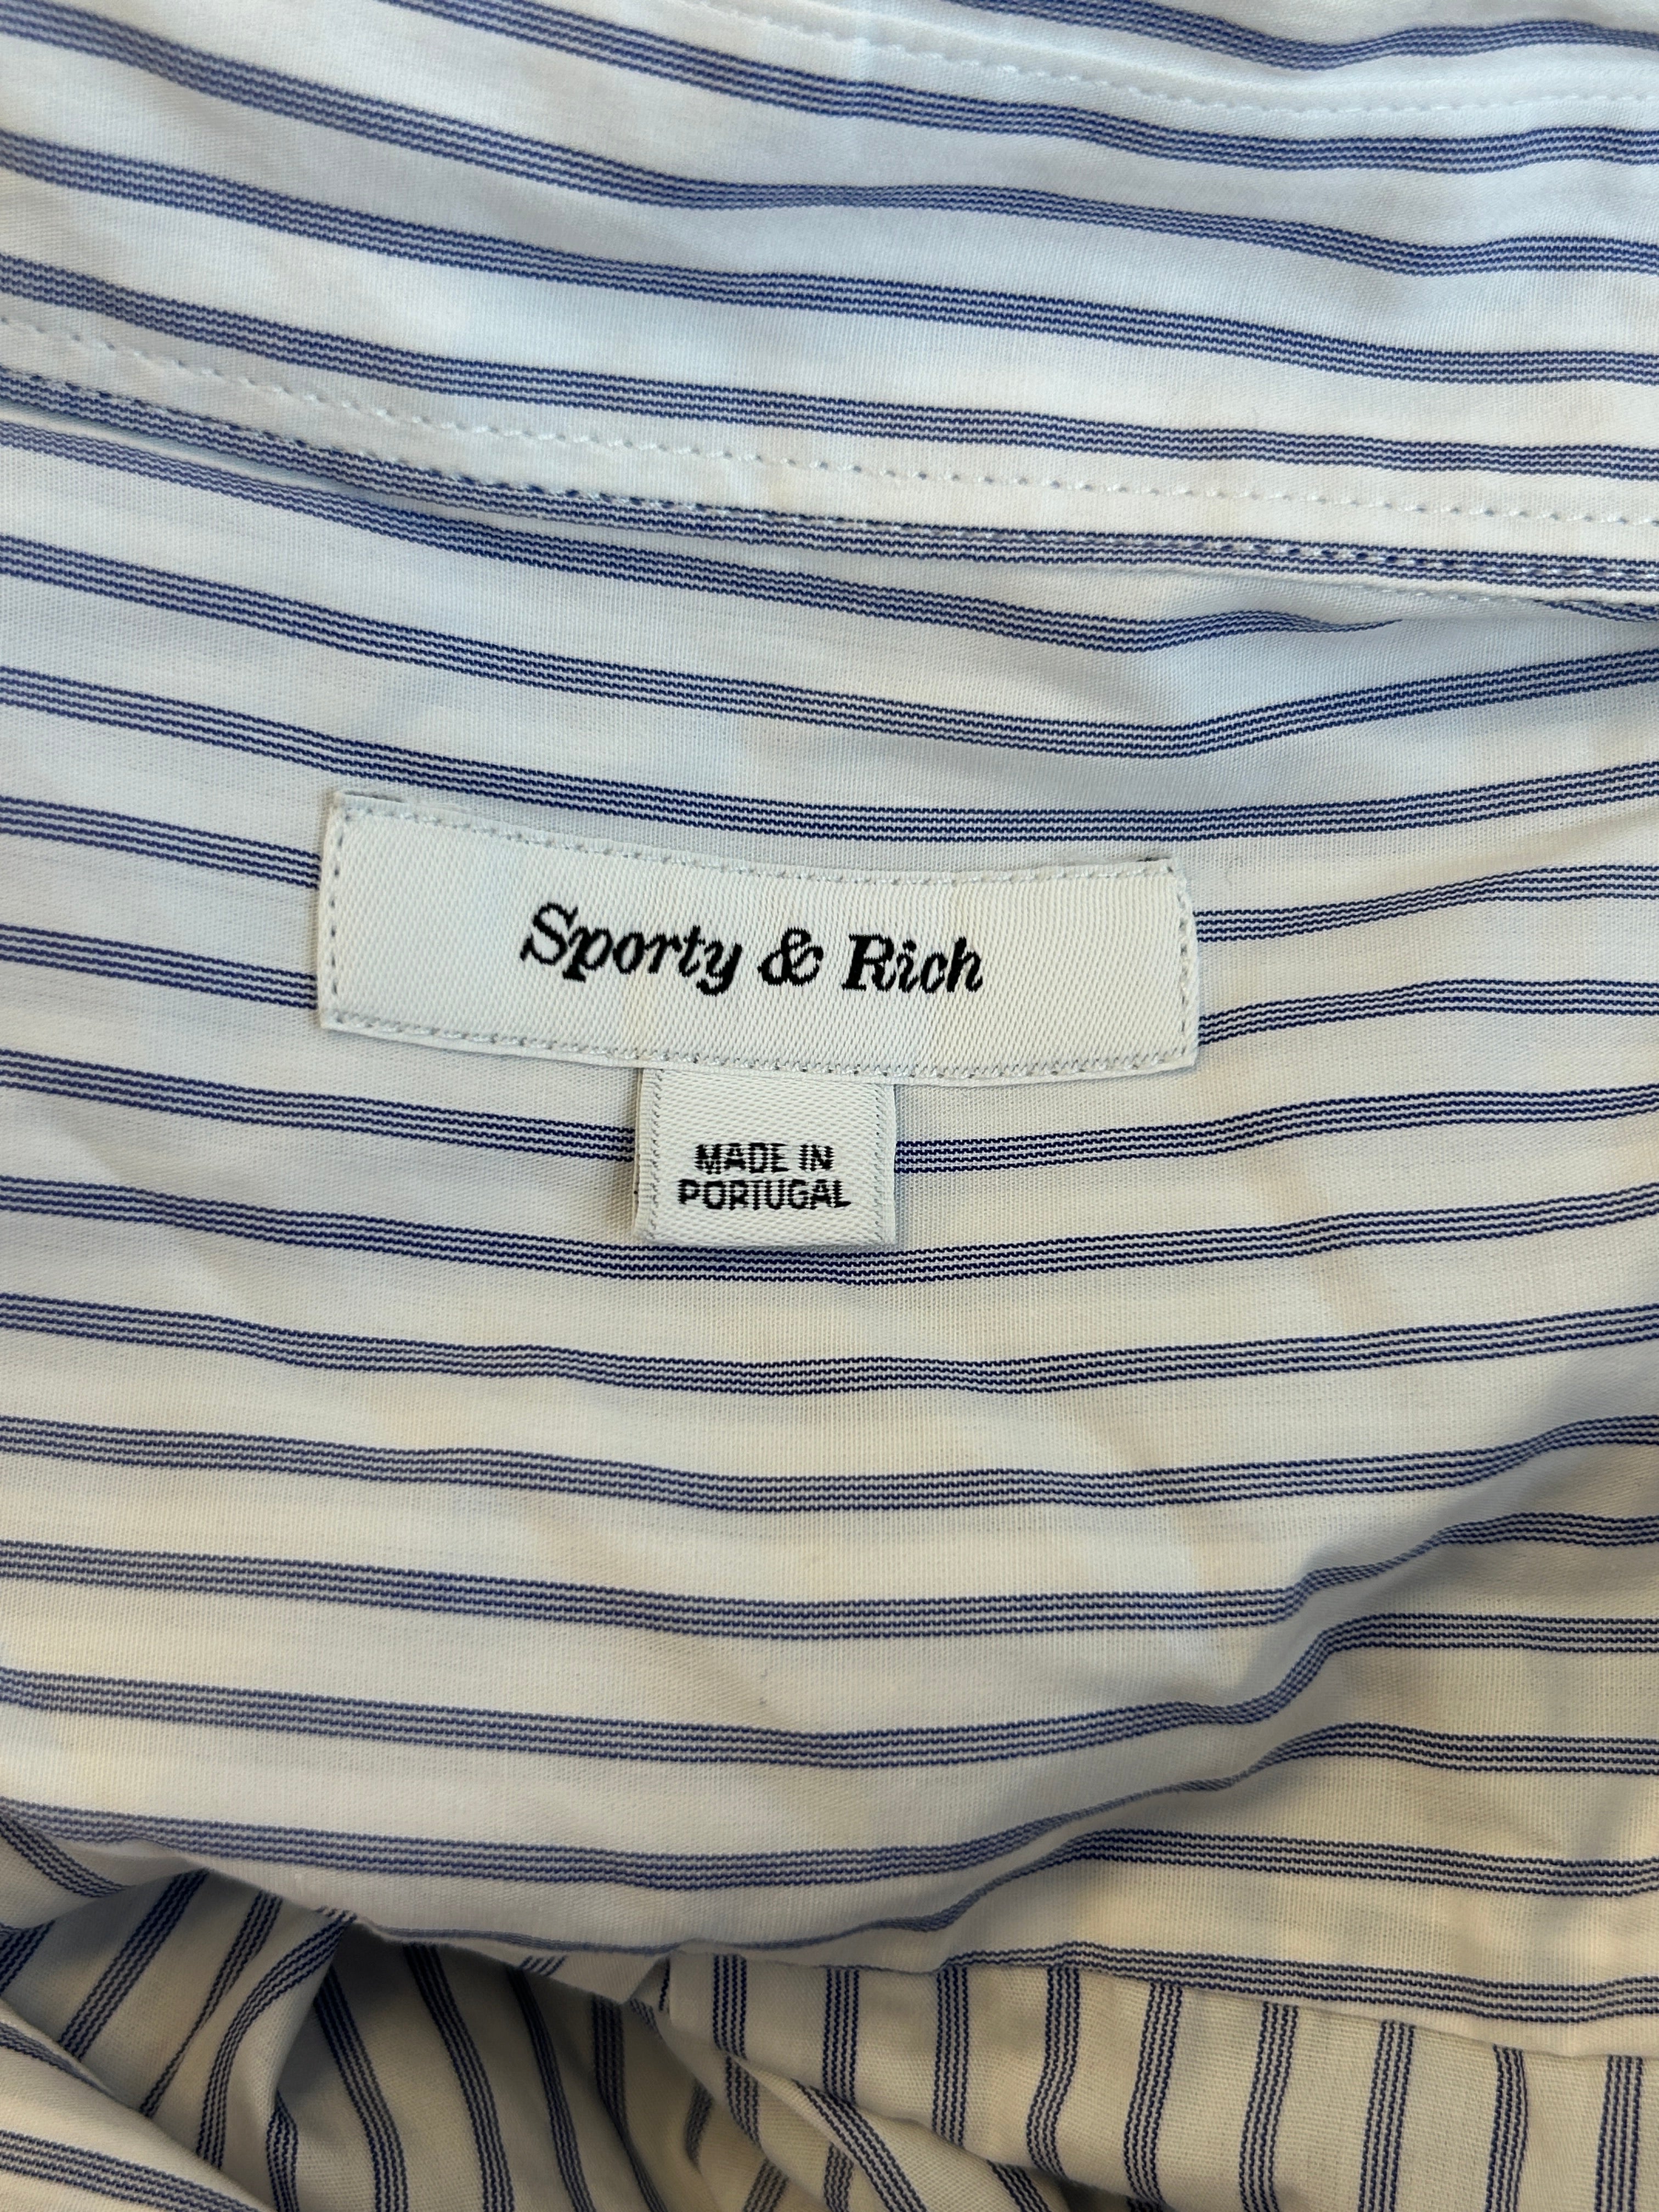 Sporty & Rich
MADE IN
PORTUGAL